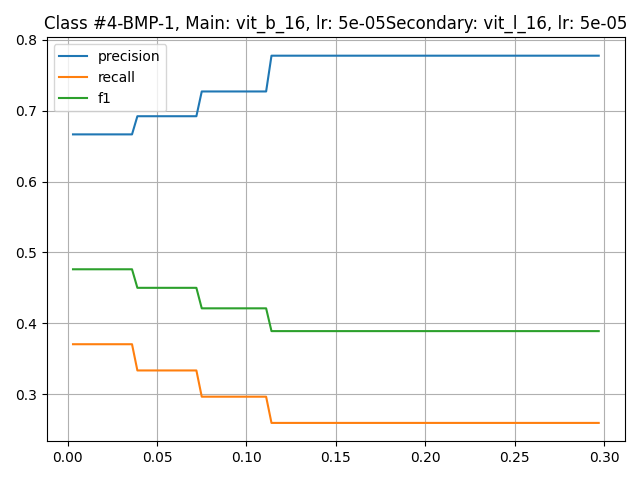 Class #4-BMP-1, Main: vit_b_16, lr: 5e-05Secondary: vit_l_16, lr: 5e-05
precision
recall
f1
0.8
0.7
0.6
0.5
0.4
0.3
0.00 0.05 0.10 0.15 0.20 0.25 0.30